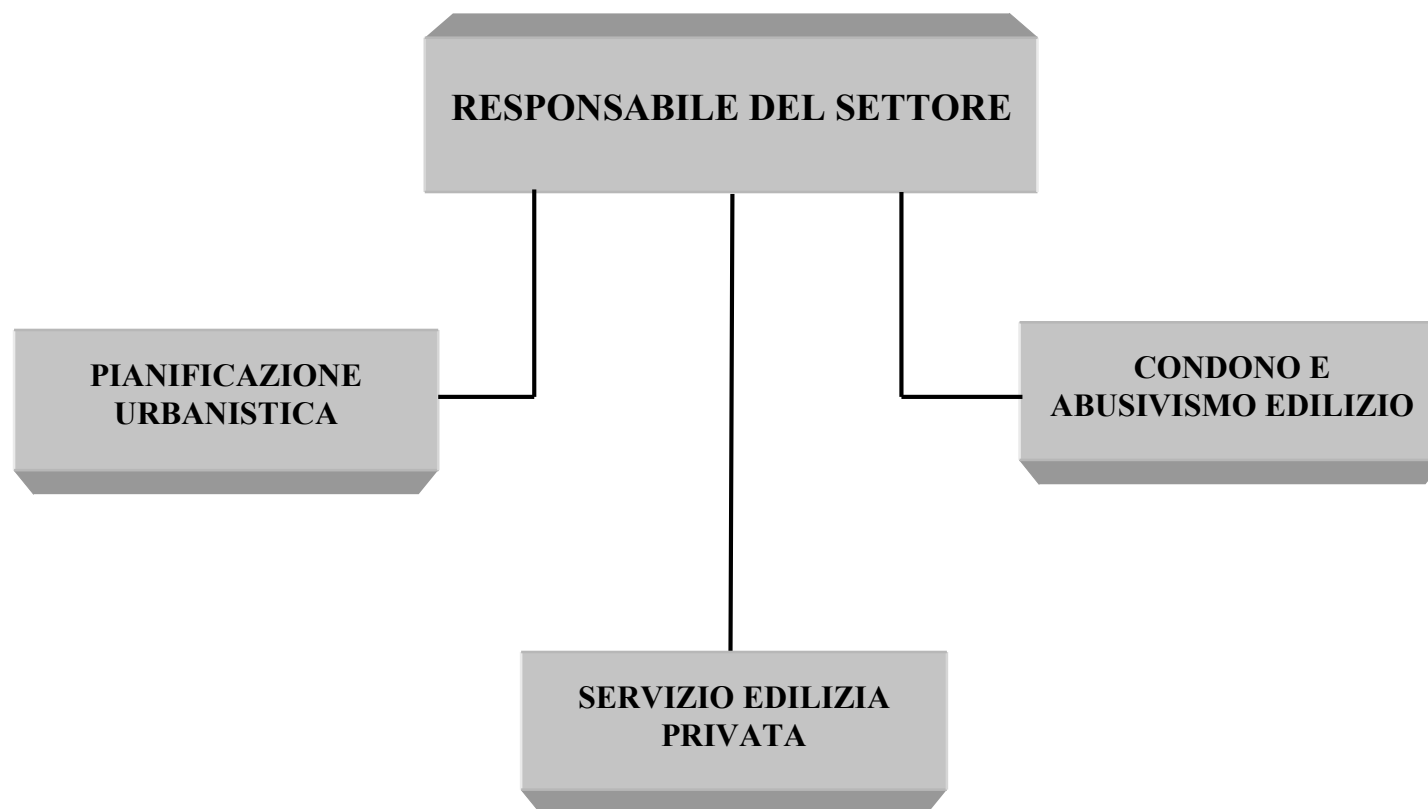 RESPONSABILE DEL SETTORE
PIANIFICAZIONE
URBANISTICA
CONDONO E
ABUSIVISMO EDILIZIO
SERVIZIO EDILIZIA
PRIVATA